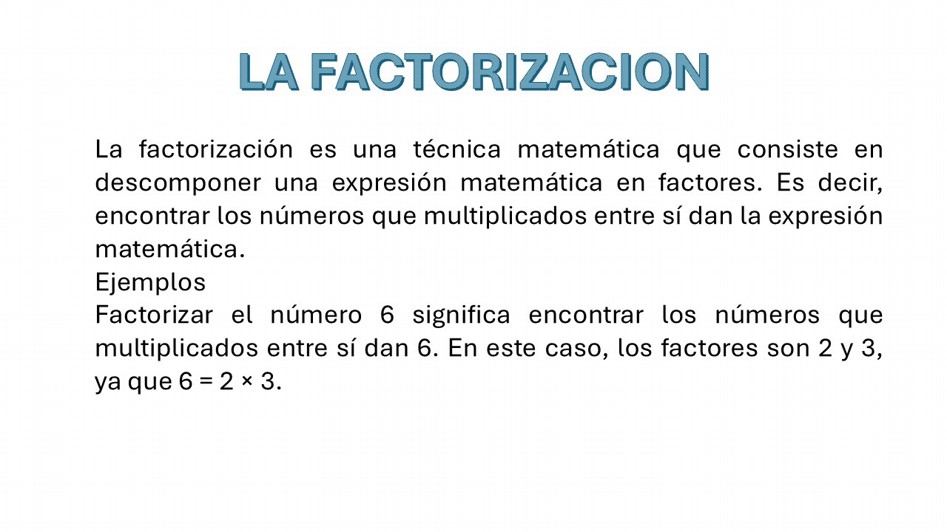 LA FACTORIZACION
La factorización es una técnica matemática que consiste en
descomponer una expresión matemática en factores. Es decir,
encontrar los números que multiplicados entre sí dan la expresión
matemática.
Ejemplos
Factorizar el número 6 significa encontrar los números que
multiplicados entre sí dan 6. En este caso, los factores son 2 y 3,
ya que 6 = 2 × 3.